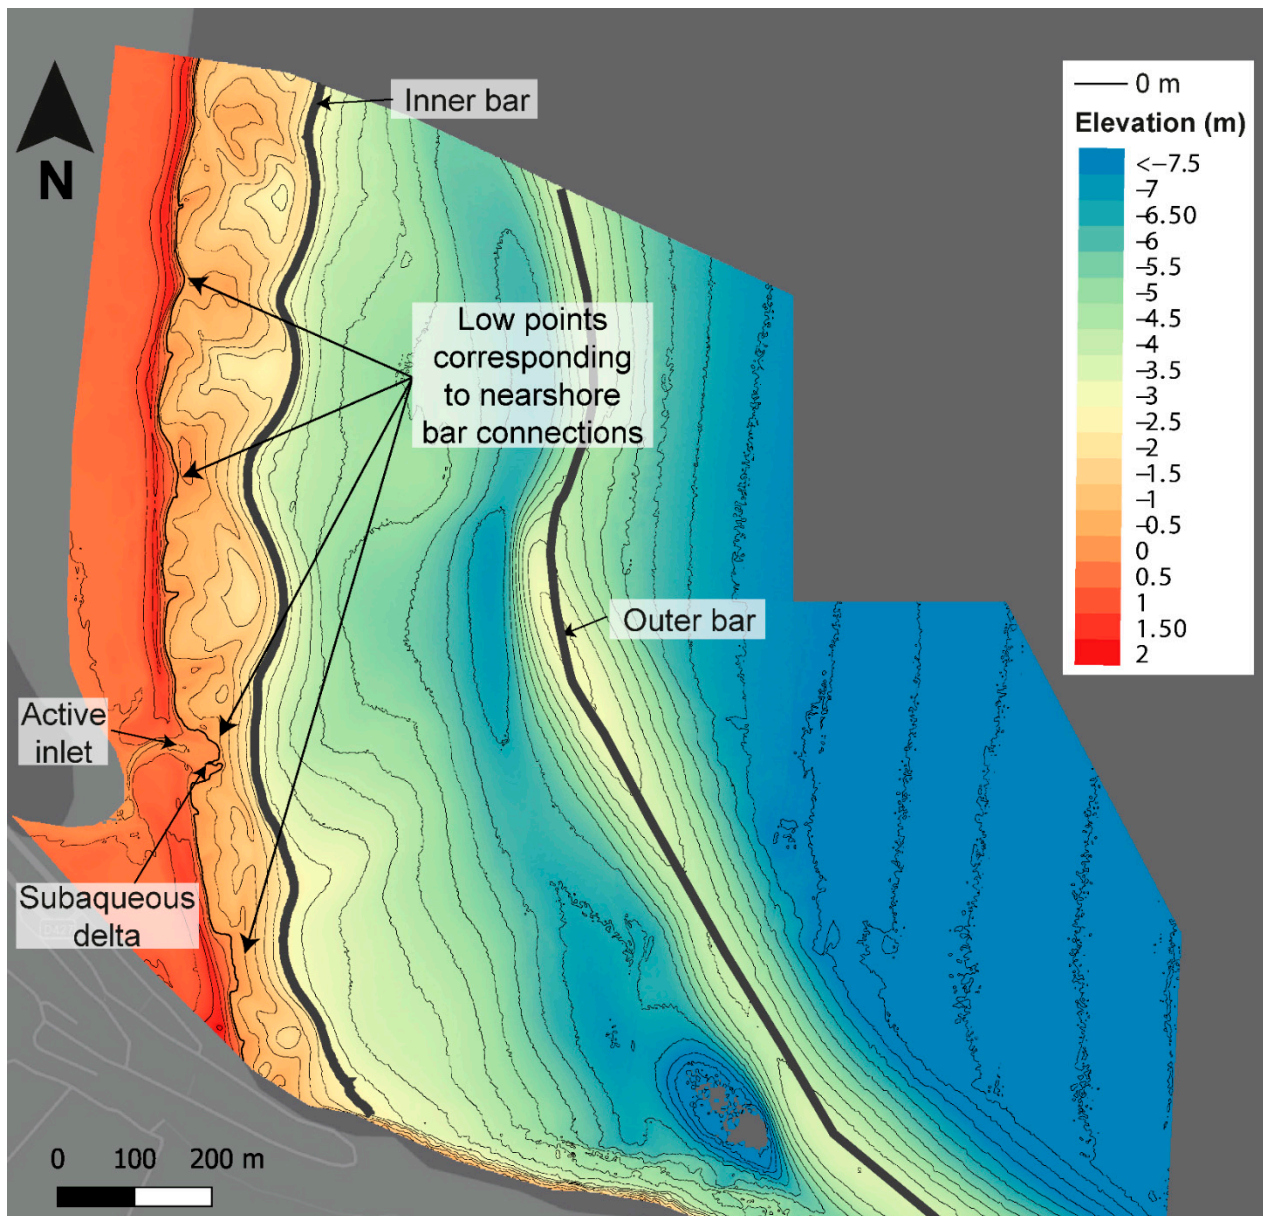 Inner bar
0 m
Elevation (m)
<–7.5
–7
–6.50
–6
–5.5
–5
–4.5
–4
–3.5
–3
–2.5
–2
–1.5
–1
–0.5
0
0.5
1
1.50
2
N
Low points
corresponding
to nearshore
bar connections
Outer bar
Active
inlet
Subaqueous
delta
0 100 200 m